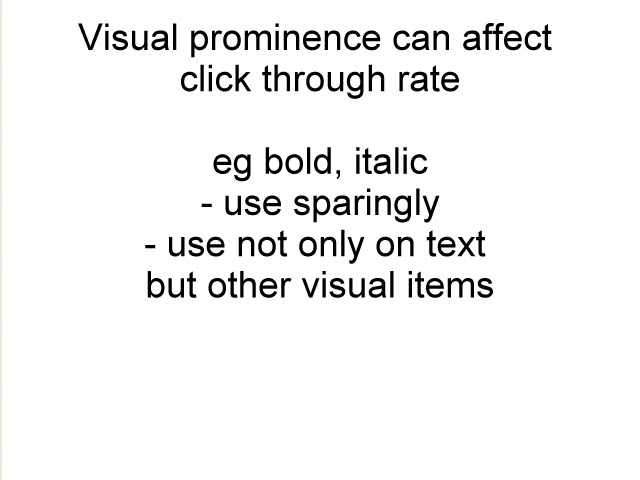 Visual prominence can affect
click through rate
eg bold, italic
- use sparingly
- use not only on text
but other visual items